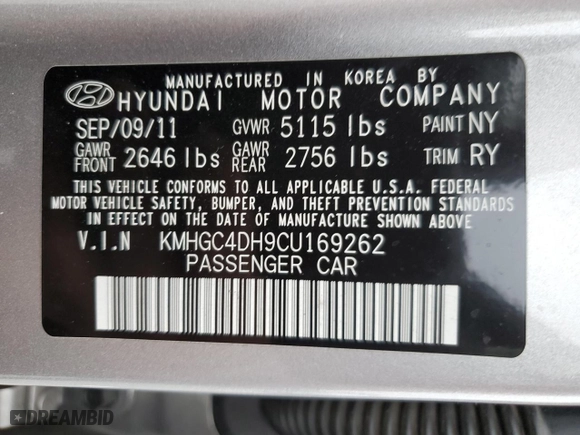 MANUFACTURED IN KOREA BY
HYUNDAI MOTOR COMPANY
SEP/09/11 GVWR 5115 lbs PAINT NY
GAWR FRONT 2646 lbs GAWR REAR 2756 lbs TRIM RY
THIS VEHICLE CONFORMS TO ALL APPLICABLE U.S.A. FEDERAL
MOTOR VEHICLE SAFETY, BUMPER, AND THEFT PREVENTION STANDARDS
IN EFFECT ON THE DATE OF MANUFACTURE SHOWN ABOVE.
V.I.N KMHGC4DH9CU169262
PASSENGER CAR
DREAMBID